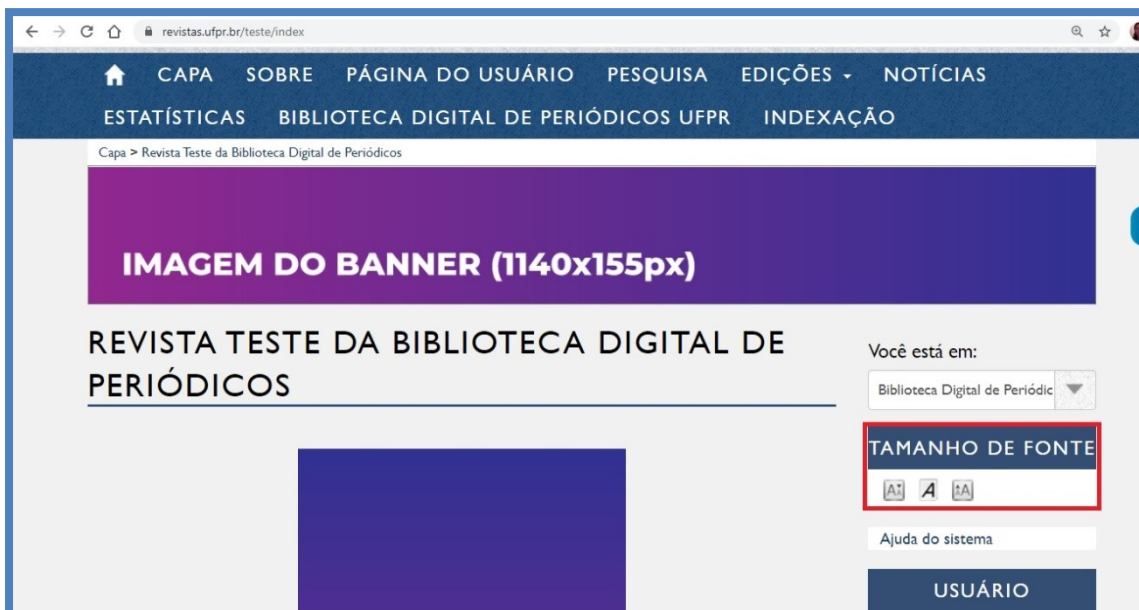 revistas.ufpr.br/teste/index
CAPA SOBRE PÁGINA DO USUÁRIO PESQUISA EDIÇÕES NOTÍCIAS
ESTATÍSTICAS BIBLIOTECA DIGITAL DE PERIÓDICOS UFPR INDEXAÇÃO
Capa > Revista Teste da Biblioteca Digital de Periódicos
IMAGEM DO BANNER (1140x155px)
REVISTA TESTE DA BIBLIOTECA DIGITAL DE
PERIÓDICOS
Você está em:
Biblioteca Digital de Periódic
TAMANHO DE FONTE
A A A
Ajuda do sistema
USUÁRIO